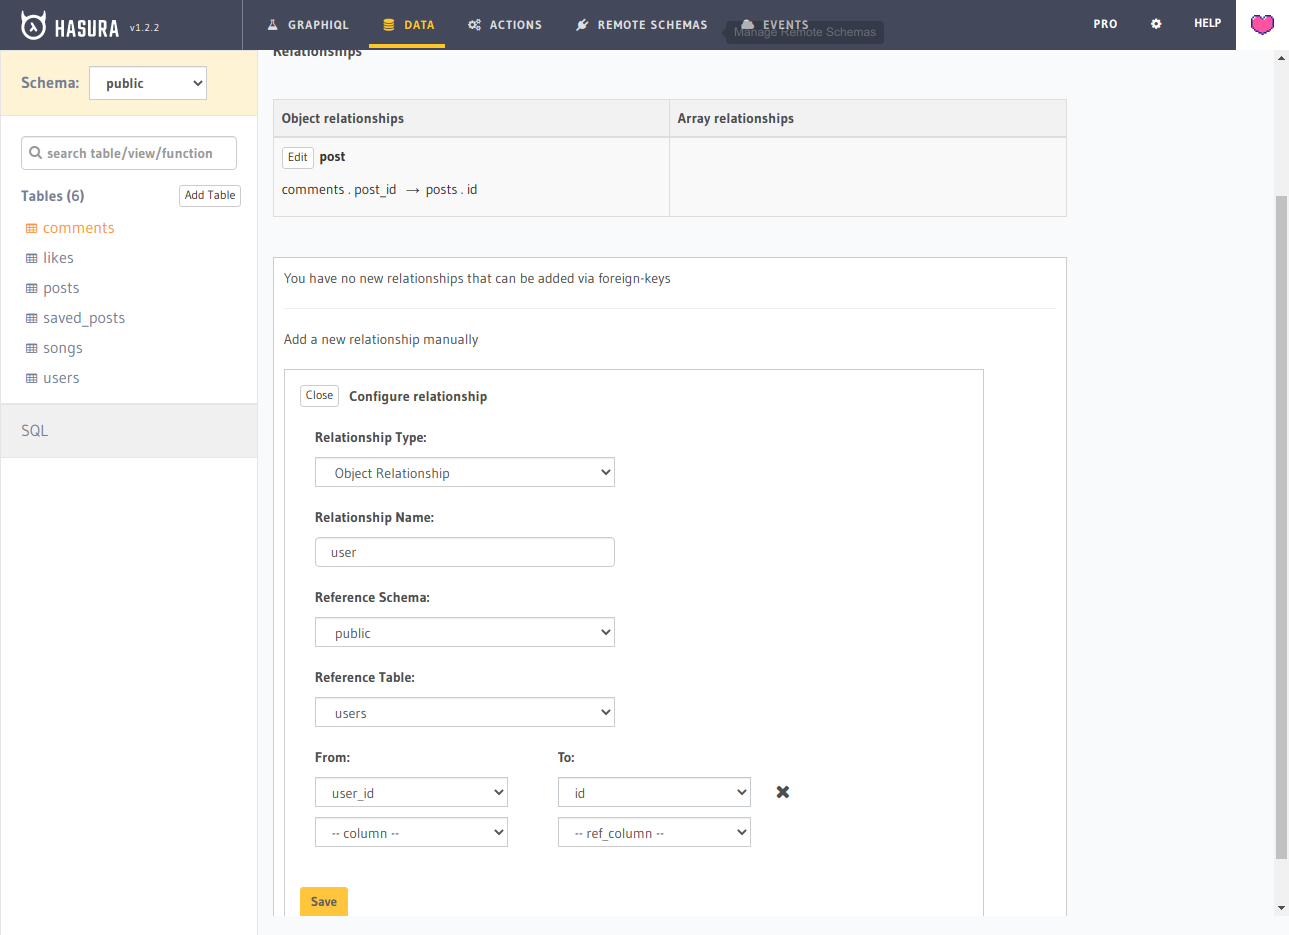 HASURA v1.2.2 GRAPHIQL DATA ACTIONS REMOTE SCHEMAS EVENTS PRO HELP
Manage Remote Schemas
Relationships
Schema: public
search table/view/function
Tables (6) Add Table
comments
likes
posts
saved_posts
songs
users
SQL
Object relationships Array relationships
Edit post
comments . post_id → posts . id
You have no new relationships that can be added via foreign-keys
Add a new relationship manually
Close Configure relationship
Relationship Type:
Object Relationship
Relationship Name:
user
Reference Schema:
public
Reference Table:
users
From: To:
user_id id
-- column -- -- ref_column --
Save